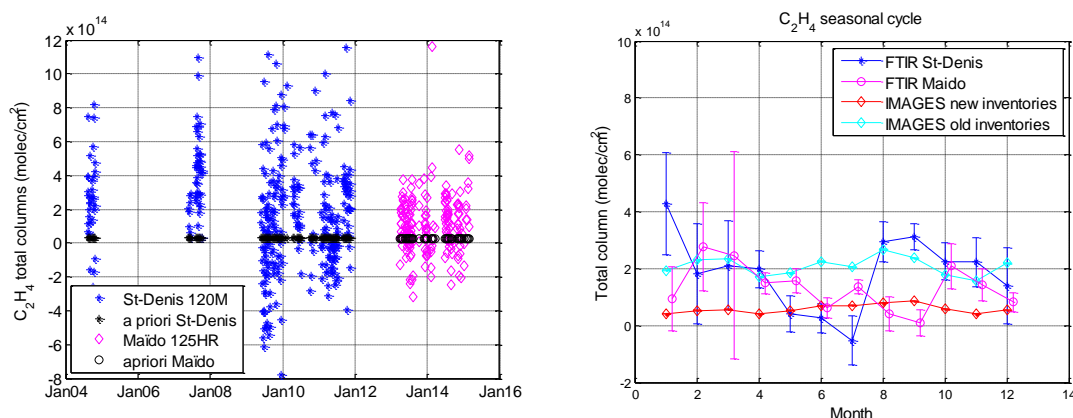 x 10^14
12
10
8
6
4
2
0
-2
-4
-6
-8
C2H4 total columns (molec/cm2)
Jan04 Jan06 Jan08 Jan10 Jan12 Jan14 Jan16
St-Denis 120M
a priori St-Denis
Maïdo 125HR
apriori Maïdo
C2H4 seasonal cycle
x 10^14
10
8
6
4
2
0
-2
Total column (molec/cm2)
0 2 4 6 8 10 12 14
Month
FTIR St-Denis
FTIR Maido
IMAGES new inventories
IMAGES old inventories